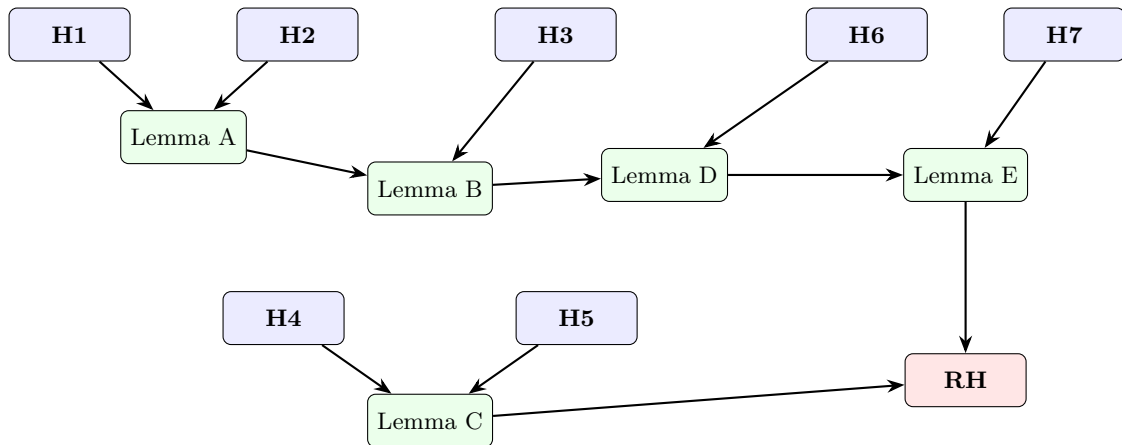 H1
H2
H3
H6
H7
Lemma A
Lemma B
Lemma D
Lemma E
H4
H5
RH
Lemma C